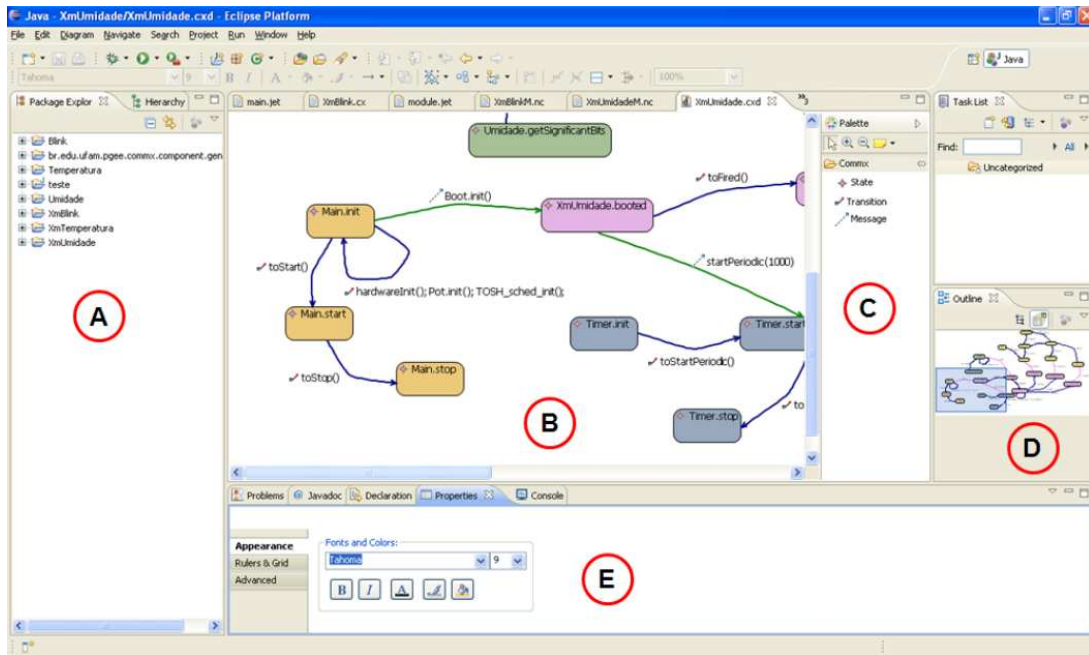 Java - XmUmidade/XmUmidade.cxd - Eclipse Platform
File Edit Diagram Navigate Search Project Run Window Help
Java
Tahoma 9 B I A 100%
Package Explor Hierarchy
Blink
br.edu.ufam.pgee.commx.component.gen
Temperatura
teste
Umidade
XmBlink
XmTemperatura
XmUmidade
A
main.jet XmBlink.cx module.jet XmBlinkM.nc XmUmidadeM.nc XmUmidade.cxd
Umidade.getSignificantBits
Boot.init()
toFired()
Main.init
XmUmidade.booted
toStart()
startPeriodic(1000)
hardwareInit(); Pot.init(); TOSH_sched_init();
Main.start
Timer.init
Timer.start
toStartPeriodic()
toStop()
Main.stop
to
Timer.stop
B
Palette
Commx
State
Transition
Message
C
Task List
Find: All
Uncategorized
Outline
D
Problems Javadoc Declaration Properties Console
Appearance
Rulers & Grid
Advanced
Fonts and Colors:
Tahoma 9
B I A
E